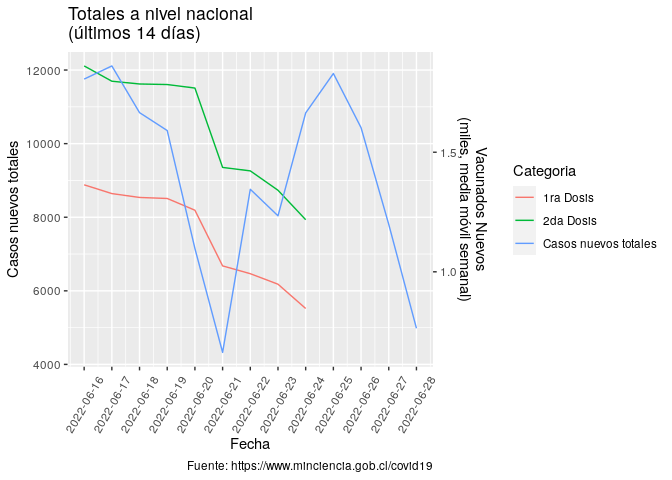 Totales a nivel nacional
(últimos 14 días)
Casos nuevos totales
12000
10000
8000
6000
4000
1.5
1.0
Vacunados Nuevos
(miles, media móvil semanal)
2022-06-16
2022-06-17
2022-06-18
2022-06-19
2022-06-20
2022-06-21
2022-06-22
2022-06-23
2022-06-24
2022-06-25
2022-06-26
2022-06-27
2022-06-28
Fecha
Categoria
1ra Dosis
2da Dosis
Casos nuevos totales
Fuente: https://www.minciencia.gob.cl/covid19